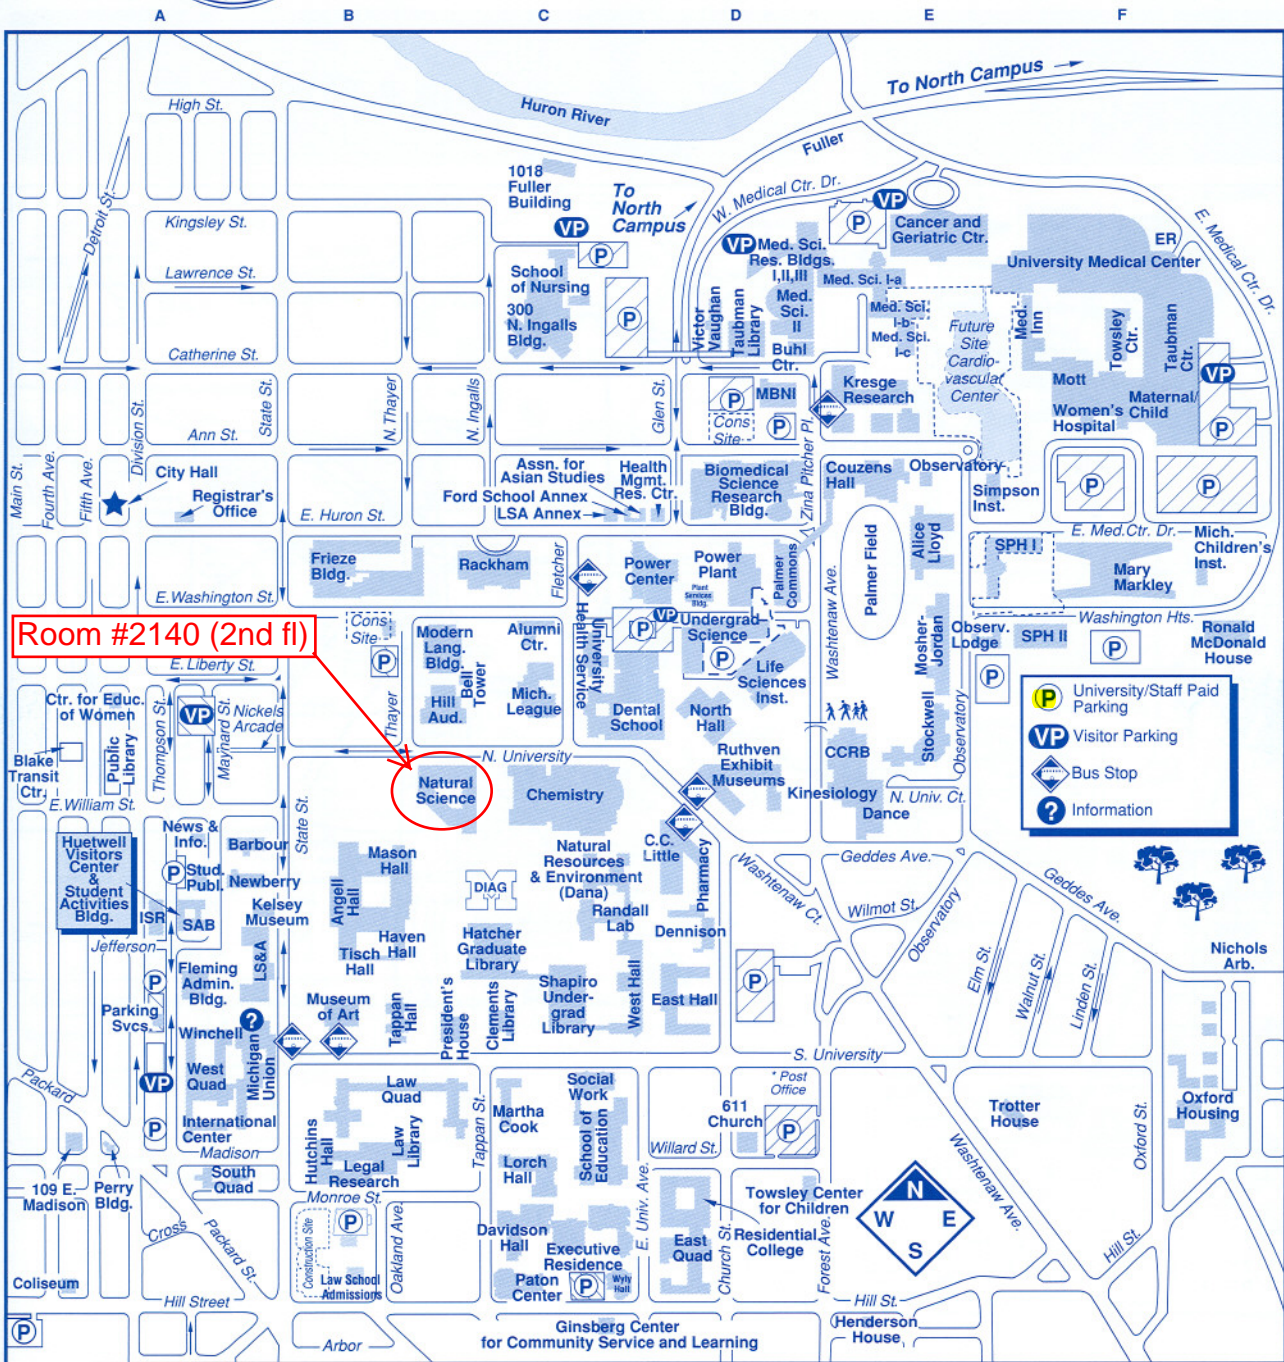 A B C D E F
To North Campus
High St.
Huron River
Fuller
1018
Fuller
Building
To
North
Campus
W. Medical Ctr. Dr.
VP
Cancer and
Geriatric Ctr.
E. Medical Ctr. Dr.
ER
Detroit St.
Kingsley St.
VP
P
P
VP
Med. Sci.
Res. Bldgs.
I,II,III
University Medical Center
Lawrence St.
School
of Nursing
300
N. Ingalls
Bldg.
P
Victor
Vaughan
Taubman
Library
Med.
Sci.
II
Med. Sci. I-a
Med. Sci.
I-b
Med. Sci.
I-c
Buhl
Ctr.
Future
Site
Cardio-
vascular
Center
Med.
Inn
Towsley
Ctr.
Taubman
Ctr.
Catherine St.
State St.
N.Thayer
N. Ingalls
Glen St.
P
MBNI
Cons
Site
P
Kresge
Research
Mott
Women's
Hospital
Maternal/
Child
VP
P
Main St.
Fourth Ave.
Fifth Ave.
Division St.
Ann St.
City Hall
Registrar's
Office
E. Huron St.
Assn. for
Asian Studies
Ford School Annex
LSA Annex
Health
Mgmt.
Res. Ctr.
Biomedical
Science
Research
Bldg.
Zina Pitcher Pl.
Couzens
Hall
Observatory
Simpson
Inst.
P
P
E. Med.Ctr. Dr.
Mich.
Children's
Inst.
Frieze
Bldg.
Rackham
Fletcher
Power
Center
Power
Plant
Plant
Services
Bldg.
Palmer
Commons
Washtenaw Ave.
Palmer Field
Alice
Lloyd
SPH I
Mary
Markley
E.Washington St.
Washington Hts.
Room #2140 (2nd fl)
Cons
Site
P
Modern
Lang.
Bldg.
Bell
Tower
Alumni
Ctr.
University
Health Service
VP
P
Undergrad
Science
P
Life
Sciences
Inst.
Mosher-
Jordan
Observ.
Lodge
SPH II
P
P
Ronald
McDonald
House
E. Liberty St.
Ctr. for Educ.
of Women
Thompson St.
VP
Maynard St.
Nickels
Arcade
Thayer
Hill
Aud.
Mich.
League
Dental
School
North
Hall
Stockwell
Observatory
P
University/Staff Paid
Parking
VP
Visitor Parking
Bus Stop
?
Information
Blake
Transit
Ctr.
Public
Library
N. University
Ruthven
Exhibit
Museums
CCRB
Kinesiology
Dance
N. Univ. Ct.
E.William St.
State St.
Natural
Science
Chemistry
Huetwell
Visitors
Center
&
Student
Activities
Bldg.
News &
Info.
P
Stud.
Publ.
Barbour
Newberry
Kelsey
Museum
ISR
SAB
Mason
Hall
Angell
Hall
Haven
Hall
Tisch
Hall
M
DIAG
Natural
Resources
& Environment
(Dana)
Randall
Lab
C.C.
Little
Pharmacy
Dennison
Washtenaw Ct.
Geddes Ave.
Wilmot St.
Observatory
Geddes Ave.
Jefferson
P
Fleming
Admin.
Bldg.
LS&A
Hatcher
Graduate
Library
Shapiro
Under-
grad
Library
West Hall
East Hall
P
Elm St.
Walnut St.
Linden St.
Nichols
Arb.
Parking
Svcs.
Winchell
?
Museum
of Art
Tappan
Hall
President's
House
Clements
Library
S. University
Packard
VP
P
West
Quad
Michigan
Union
International
Center
Madison
Law
Quad
Hutchins
Hall
Law
Library
Legal
Research
Tappan St.
Martha
Cook
Social
Work
School of
Education
Lorch
Hall
* Post
Office
611
Church
P
Willard St.
Trotter
House
Washtenaw Ave.
Oxford St.
Oxford
Housing
109 E.
Madison
Perry
Bldg.
South
Quad
Monroe St.
Cross
Packard St.
Construction Site
P
Law School
Admissions
Oakland Ave.
Davidson
Hall
Executive
Residence
Paton
Center
P
Wyly
Hall
E. Univ. Ave.
East
Quad
Church St.
Towsley Center
for Children
Residential
College
Forest Ave.
N
W E
S
Hill St.
Coliseum
Hill Street
P
Arbor
Ginsberg Center
for Community Service and Learning
Hill St.
Henderson
House